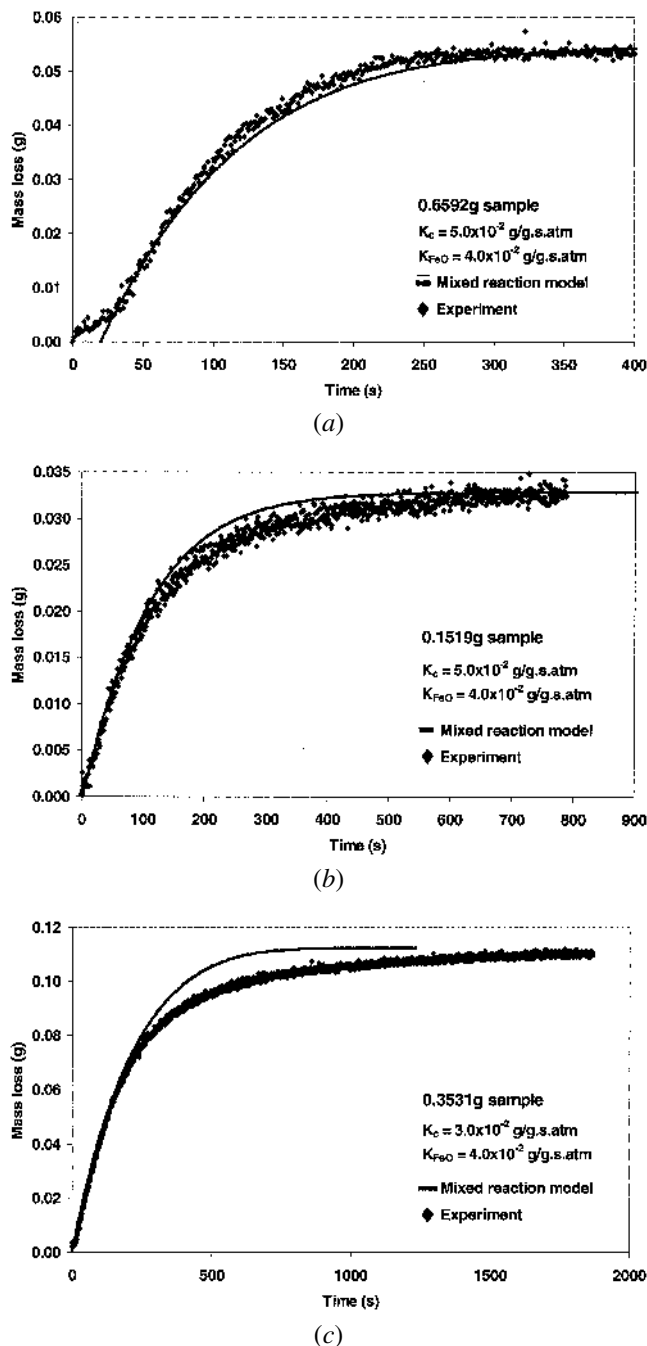 0.06
0.05
0.04
0.03
0.02
0.01
0.00
Mass loss (g)
0.6592g sample
K_c = 5.0x10^-2 g/g.s.atm
K_FeO = 4.0x10^-2 g/g.s.atm
Mixed reaction model
Experiment
0 50 100 150 200 250 300 350 400
Time (s)
(a)
0.035
0.030
0.025
0.020
0.015
0.010
0.005
0.000
Mass loss (g)
0.1519g sample
K_c = 5.0x10^-2 g/g.s.atm
K_FeO = 4.0x10^-2 g/g.s.atm
Mixed reaction model
Experiment
0 100 200 300 400 500 600 700 800 900
Time (s)
(b)
0.12
0.10
0.08
0.06
0.04
0.02
0.00
Mass loss (g)
0.3531g sample
K_c = 3.0x10^-2 g/g.s.atm
K_FeO = 4.0x10^-2 g/g.s.atm
Mixed reaction model
Experiment
0 500 1000 1500 2000
Time (s)
(c)